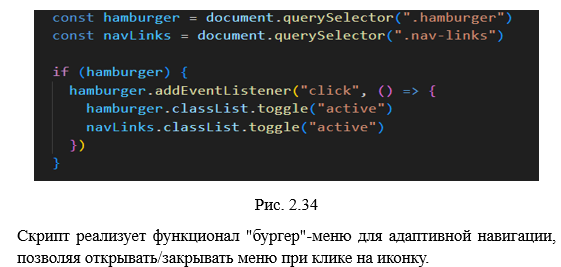 const hamburger = document.querySelector(".hamburger")
const navLinks = document.querySelector(".nav-links")
if (hamburger) {
hamburger.addEventListener("click", () => {
hamburger.classList.toggle("active")
navLinks.classList.toggle("active")
})
}
Рис. 2.34
Скрипт реализует функционал "бургер"-меню для адаптивной навигации,
позволяя открывать/закрывать меню при клике на иконку.